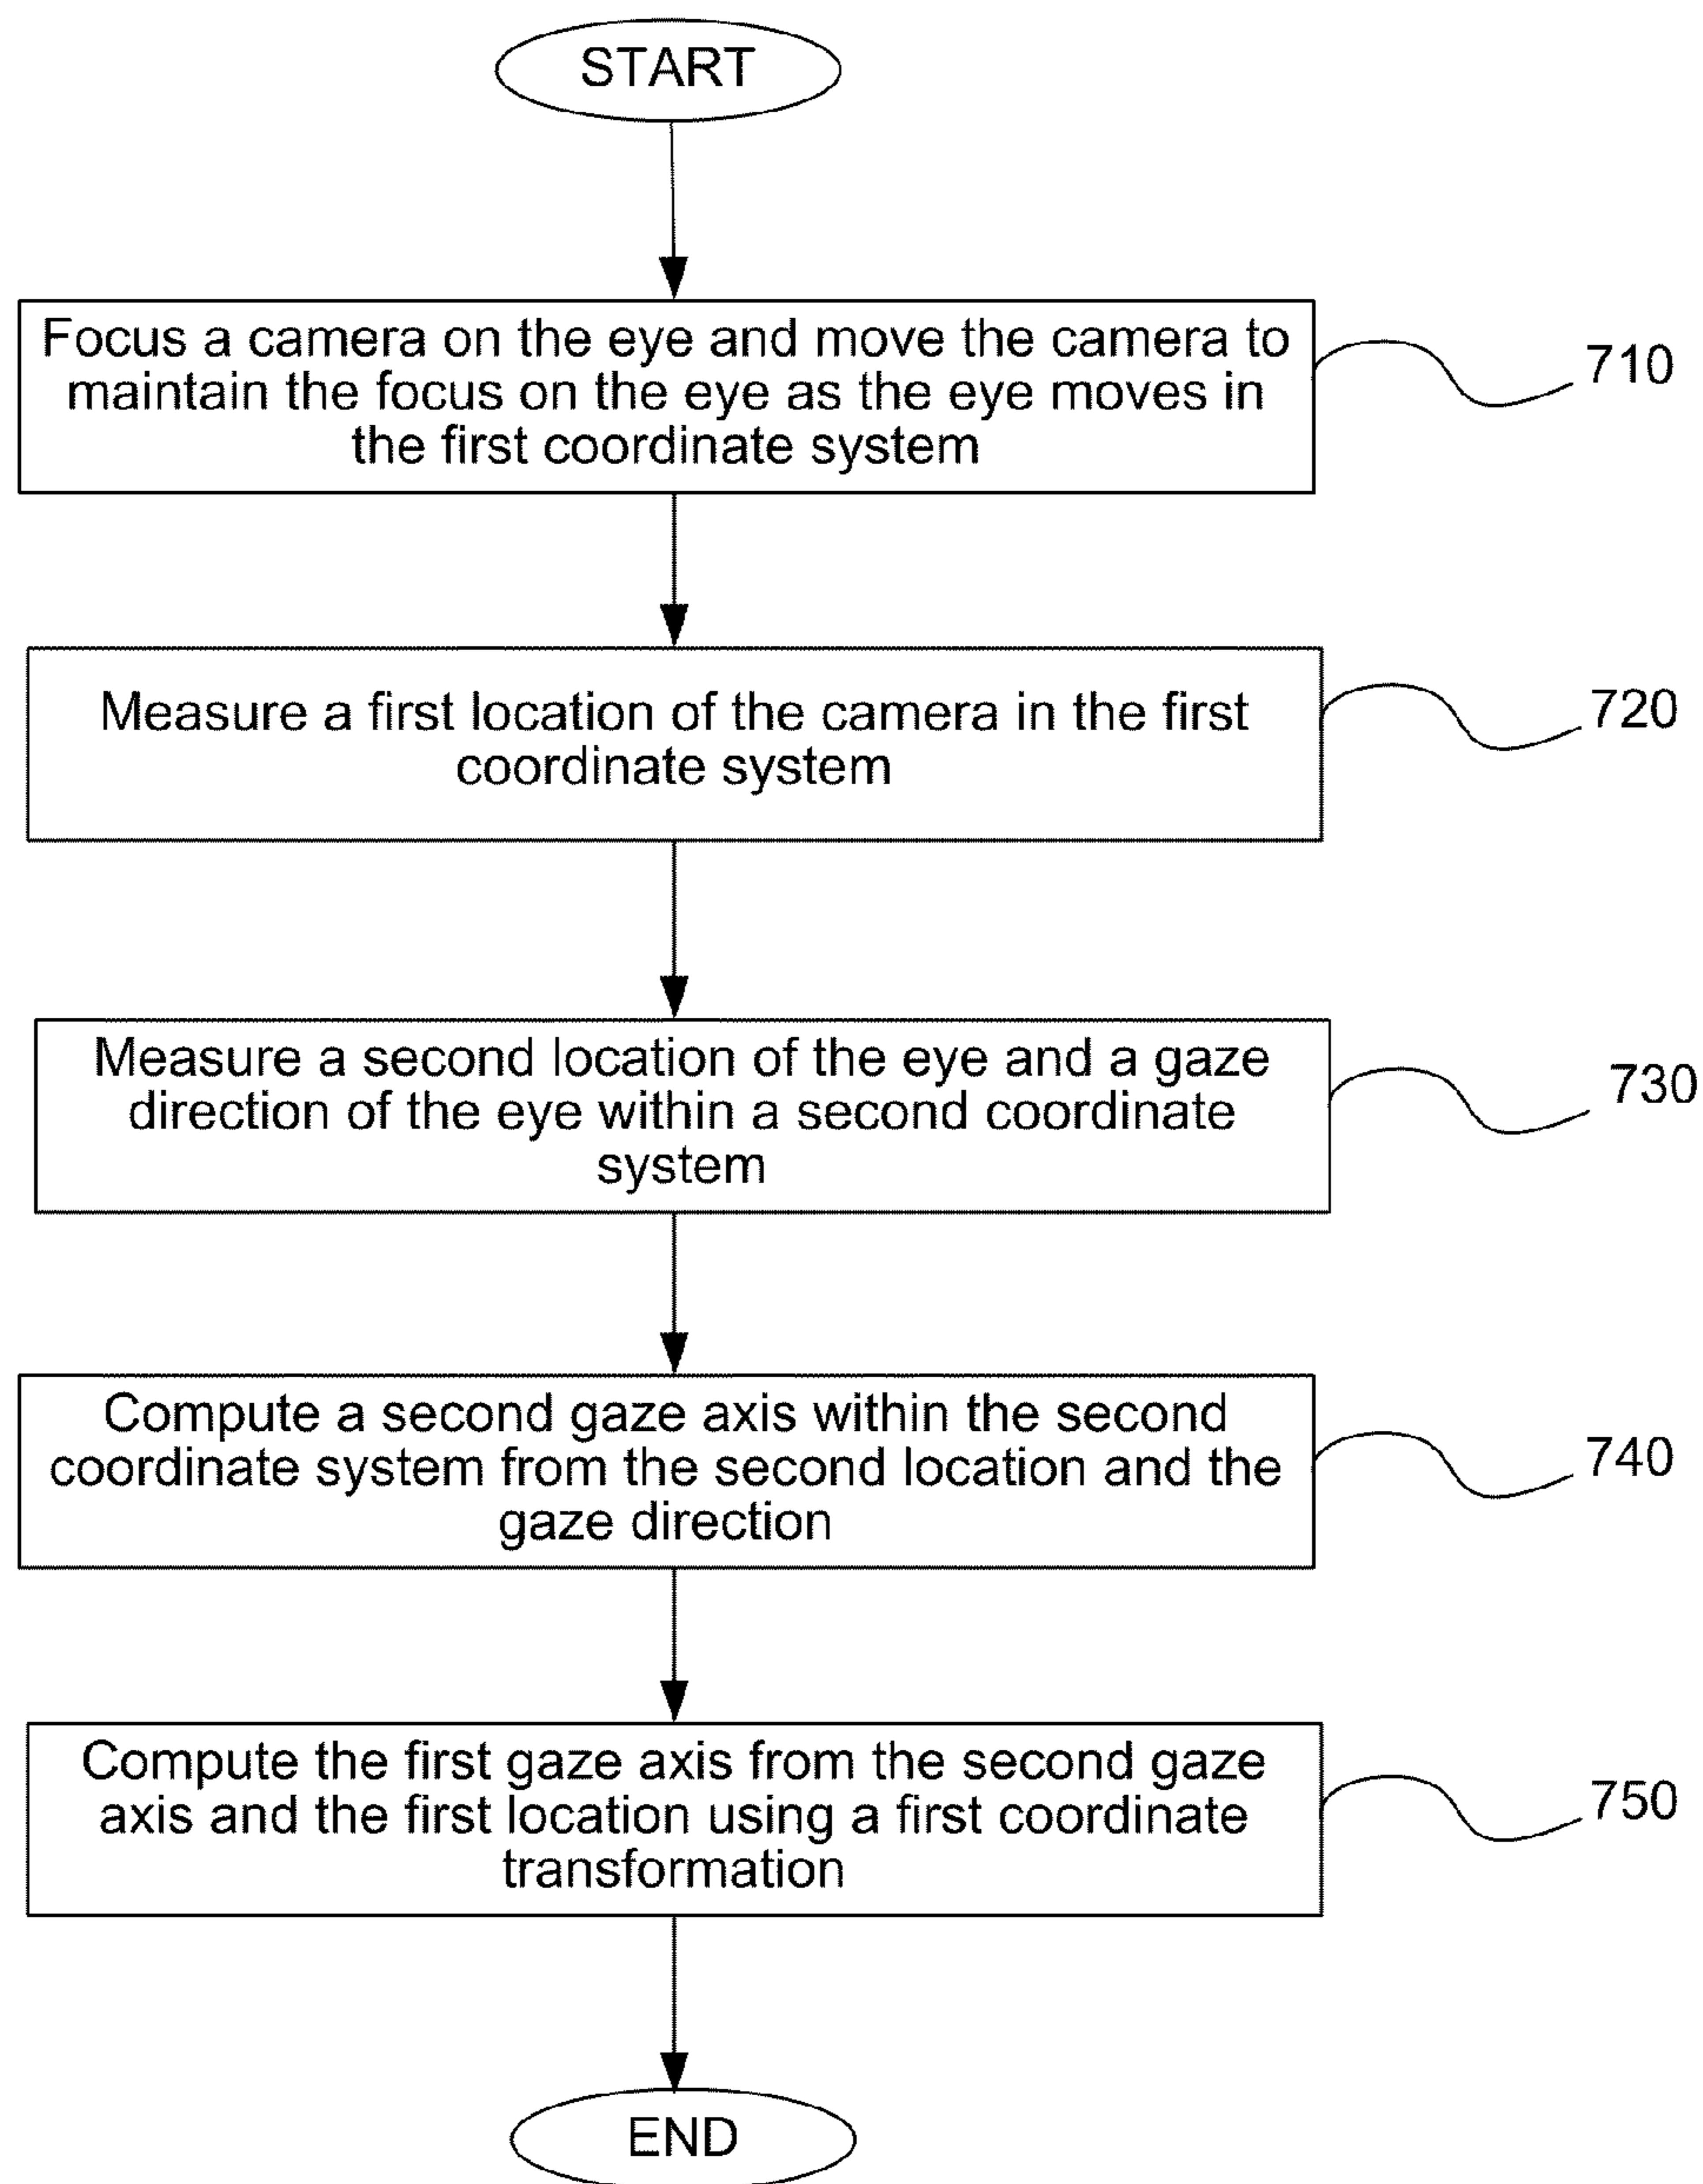 START
Focus a camera on the eye and move the camera to
maintain the focus on the eye as the eye moves in
the first coordinate system
710
Measure a first location of the camera in the first
coordinate system
720
Measure a second location of the eye and a gaze
direction of the eye within a second coordinate
system
730
Compute a second gaze axis within the second
coordinate system from the second location and the
gaze direction
740
Compute the first gaze axis from the second gaze
axis and the first location using a first coordinate
transformation
750
END